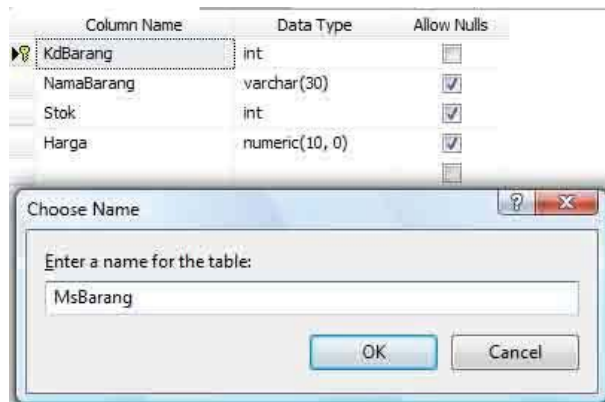 Column Name Data Type Allow Nulls
KdBarang int
NamaBarang varchar(30)
Stok int
Harga numeric(10, 0)
Choose Name
Enter a name for the table:
MsBarang
OK Cancel